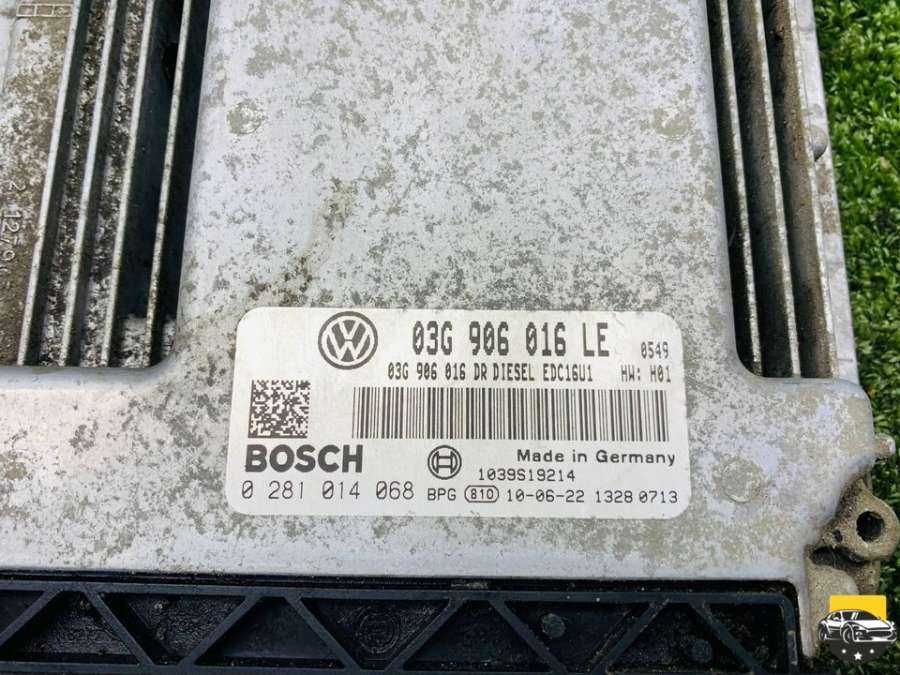 03G 906 016 LE 0549
03G 906 016 DR DIESEL EDC16U1 HW: H01
BOSCH Made in Germany
1039S19214
0 281 014 068 BPG 810 10-06-22 1328 0713